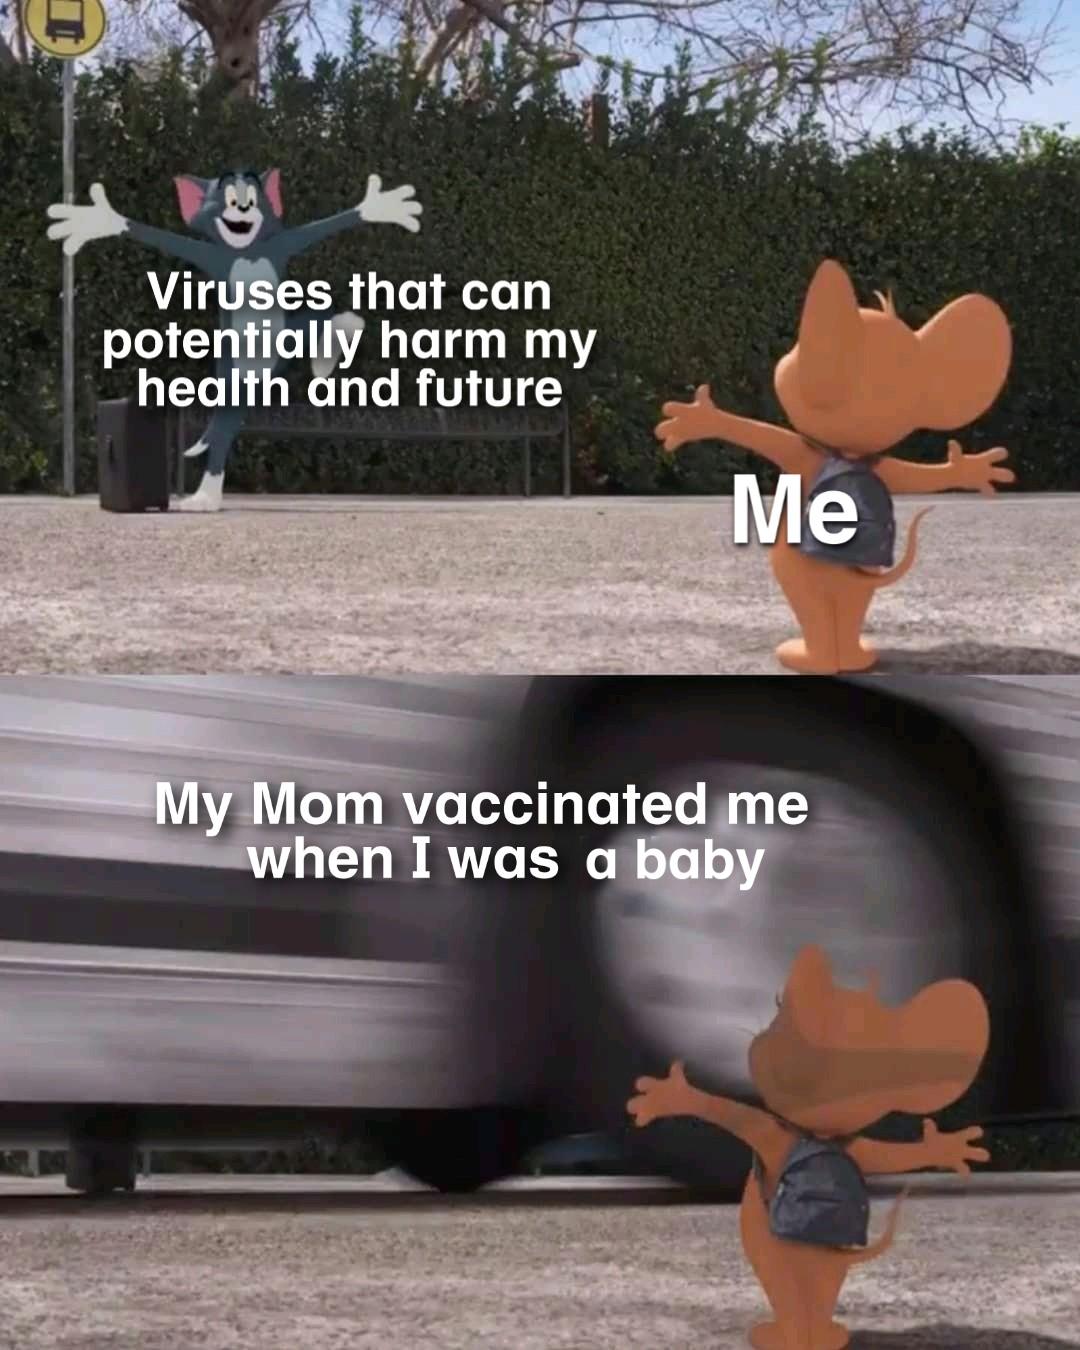 Viruses that can
potentially harm my
health and future
Me
My Mom vaccinated me
when I was a baby